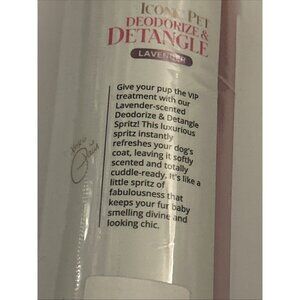 ICONIC PET
DEODORIZE &
DETANGLE
LAVENDER
Give your pup the VIP
treatment with our
Lavender-scented
Deodorize & Detangle
Spritz! This luxurious
spritz instantly
refreshes your dog's
coat, leaving it softly
scented and totally
cuddle-ready. It's like a
little spritz of
fabulousness that
keeps your fur baby
smelling divine and
looking chic.